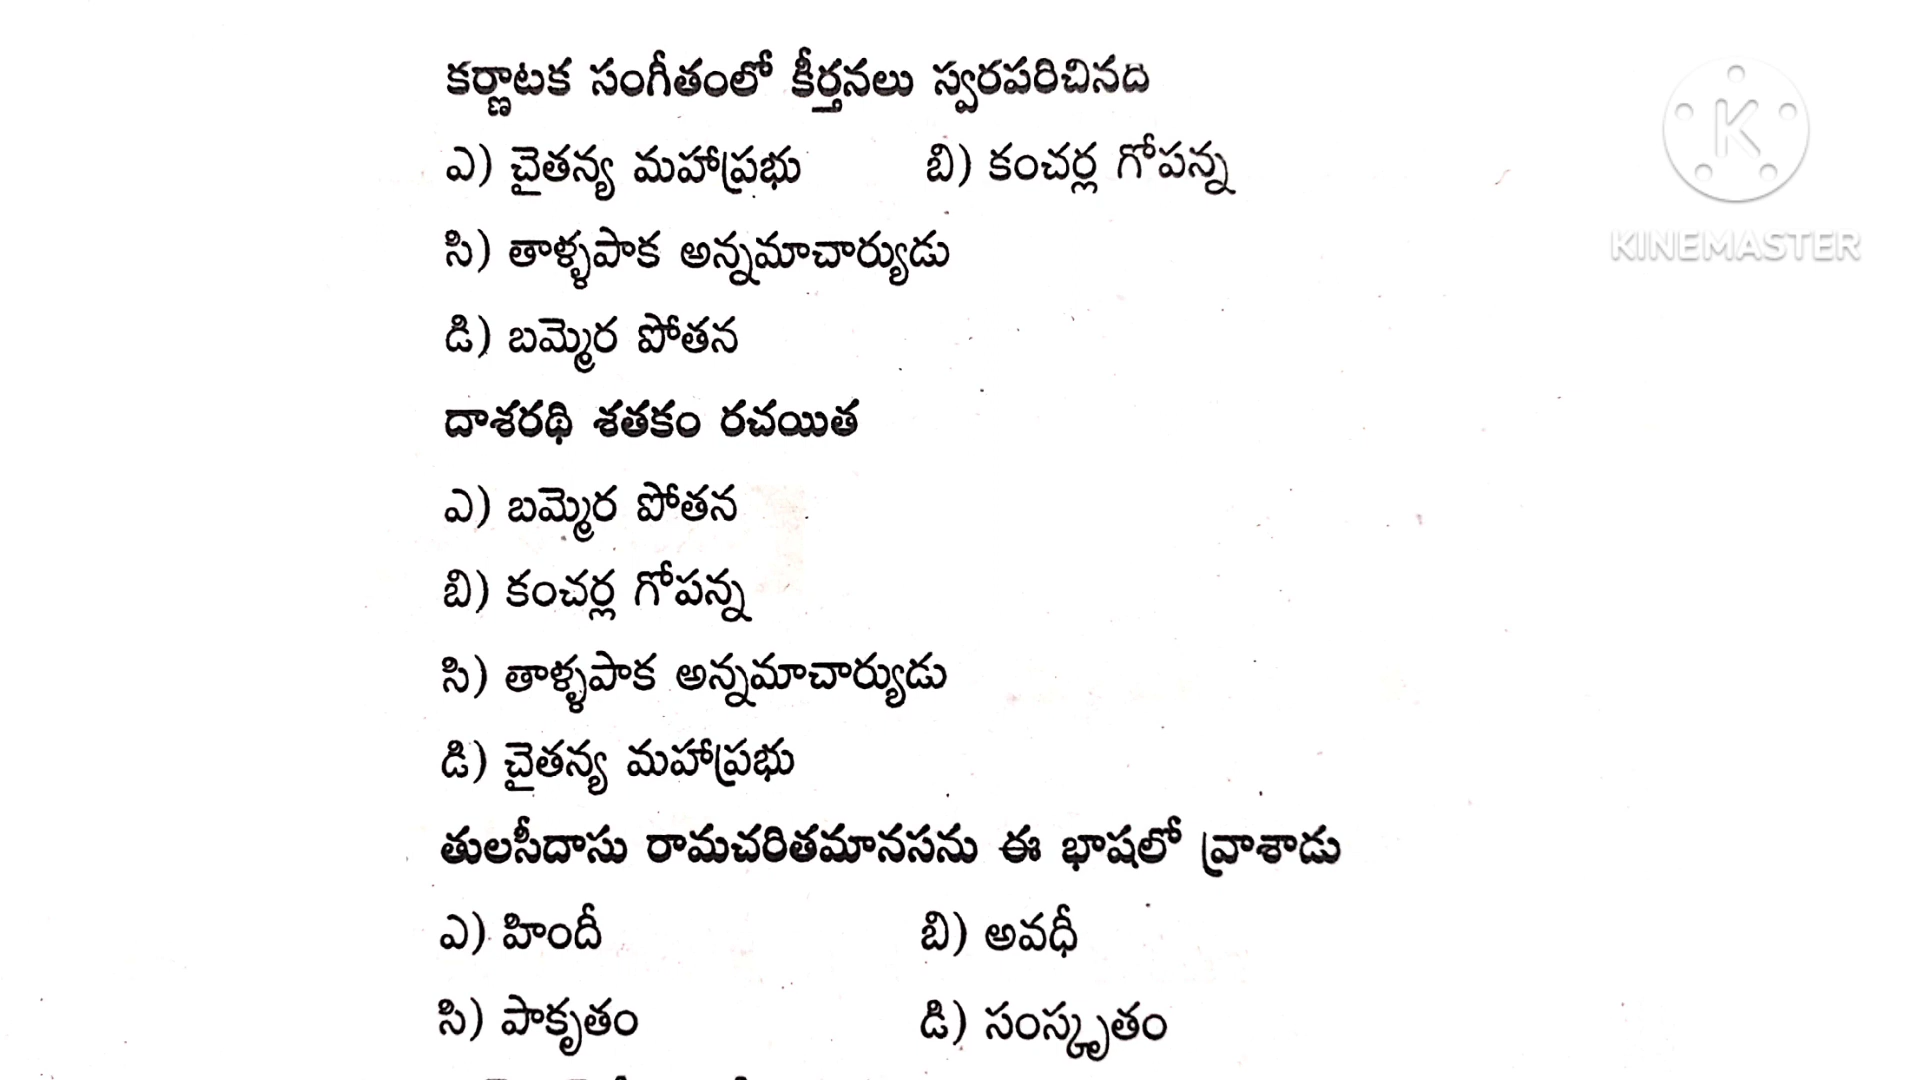 కర్ణాటక సంగీతంలో కీర్తనలు స్వరపరిచినది
ఎ) చైతన్య మహాప్రభు బి) కంచర్ల గోపన్న
సి) తాళ్ళపాక అన్నమాచార్యుడు
డి) బమ్మెర పోతన
దాశరథి శతకం రచయిత
ఎ) బమ్మెర పోతన
బి) కంచర్ల గోపన్న
సి) తాళ్ళపాక అన్నమాచార్యుడు
డి) చైతన్య మహాప్రభు
తులసీదాసు రామచరితమానసను ఈ భాషలో వ్రాశాడు
ఎ) హిందీ బి) అవధీ
సి) పాకృతం డి) సంస్కృతం
K
KINEMASTER